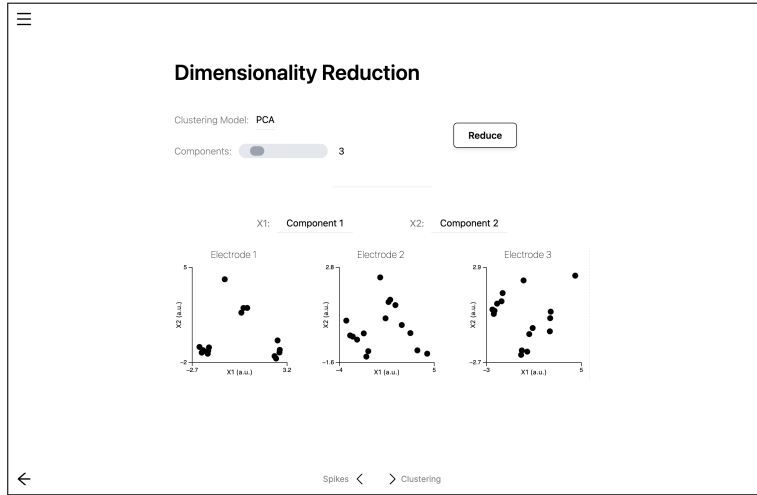 Dimensionality Reduction
Clustering Model: PCA
Reduce
Components: 3
X1: Component 1 X2: Component 2
Electrode 1 Electrode 2 Electrode 3
5 2.8 2.9
X2 (a.u.) X2 (a.u.) X2 (a.u.)
−2 −1.6 −2.7
−2.7 X1 (a.u.) 3.2 −4 X1 (a.u.) 5 −3 X1 (a.u.) 5
Spikes Clustering